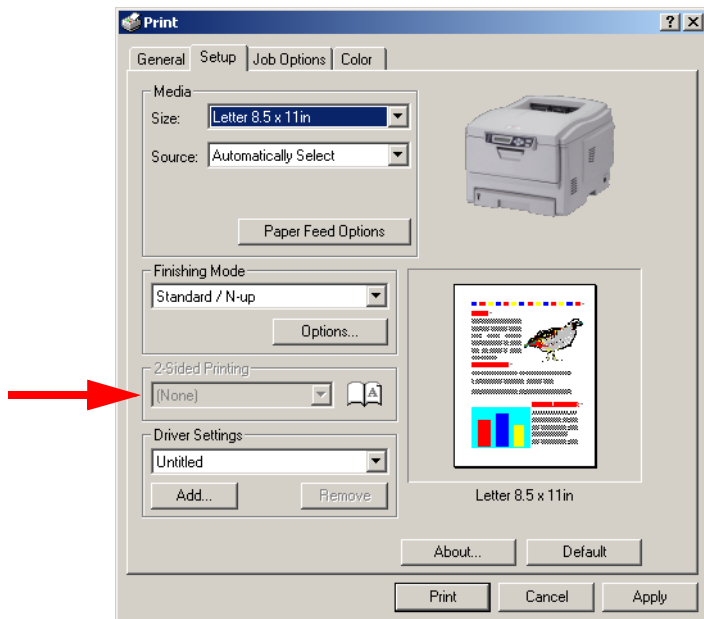 Print
General Setup Job Options Color
Media
Size: Letter 8.5 x 11in
Source: Automatically Select
Paper Feed Options
Finishing Mode
Standard / N-up
Options...
2-Sided Printing
(None)
A
Driver Settings
Untitled
Add... Remove
Letter 8.5 x 11in
About... Default
Print Cancel Apply